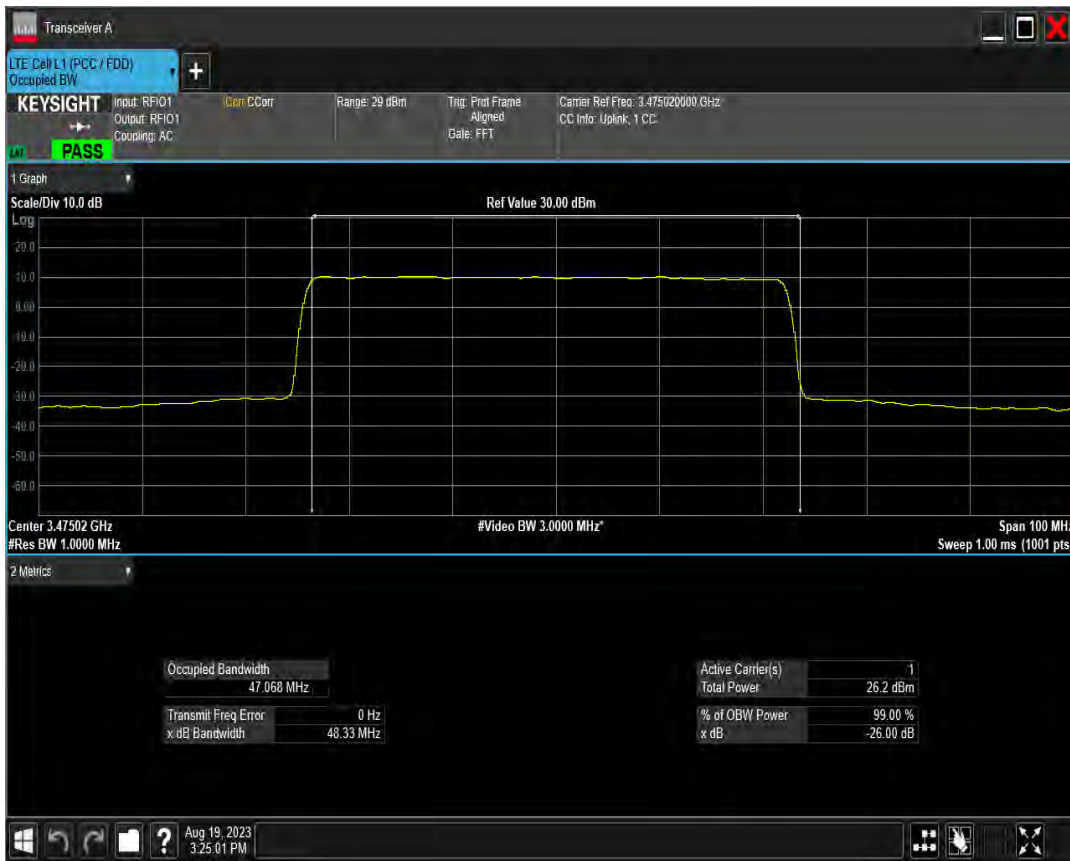 Transceiver A
LTE Cell L1 (PCC / FDD)
Occupied BW
+
KEYSIGHT
Input: RFIO1
Output: RFIO1
Coupling: AC
Corr CCorr
Range: 29 dBm
Trig: Prot Frame
Aligned
Gate: FFT
Carrier Ref Freq: 3.475020000 GHz
CC Info: Uplink, 1 CC
PASS
1 Graph
Scale/Div 10.0 dB
Ref Value 30.00 dBm
Log
20.0
10.0
0.00
-10.0
-20.0
-30.0
-40.0
-50.0
-60.0
Center 3.47502 GHz
#Video BW 3.0000 MHz*
Span 100 MHz
#Res BW 1.0000 MHz
Sweep 1.00 ms (1001 pts
2 Metrics
Occupied Bandwidth
47.068 MHz
Active Carrier(s) 1
Total Power 26.2 dBm
Transmit Freq Error 0 Hz
x dB Bandwidth 48.33 MHz
% of OBW Power 99.00 %
x dB -26.00 dB
?
Aug 19, 2023
3:25:01 PM